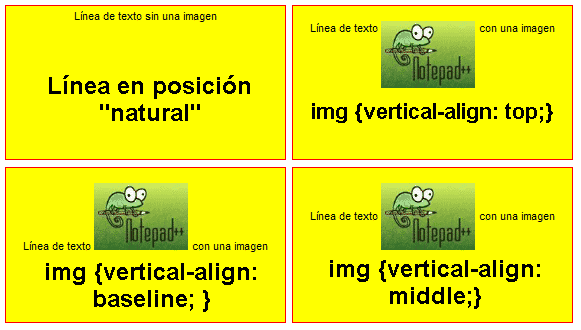 Línea de texto sin una imagen
Línea en posición
"natural"
Línea de texto Notepad++ con una imagen
img {vertical-align: top;}
Línea de texto Notepad++ con una imagen
img {vertical-align:
baseline; }
Línea de texto Notepad++ con una imagen
img {vertical-align:
middle;}